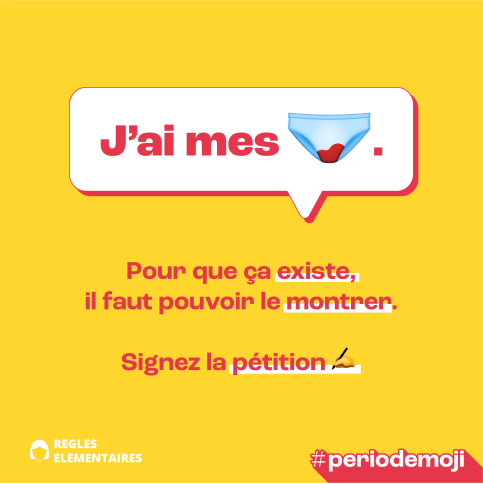 J'ai mes 🩲.
Pour que ça existe,
il faut pouvoir le montrer.
Signez la pétition ✍️
REGLES
ELEMENTAIRES
#periodemoji